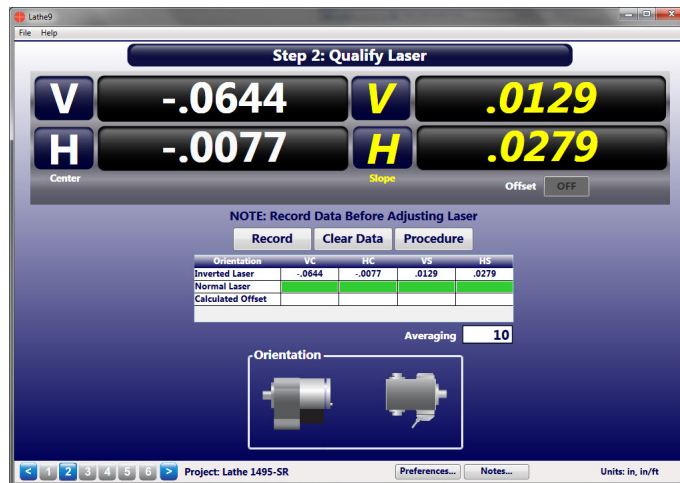 Lathe9
File Help
Step 2: Qualify Laser
V -.0644 V .0129
H -.0077 H .0279
Center Slope Offset OFF
NOTE: Record Data Before Adjusting Laser
Record Clear Data Procedure
Orientation VC HC VS HS
Inverted Laser -.0644 -.0077 .0129 .0279
Normal Laser
Calculated Offset
Averaging 10
Orientation
< 1 2 3 4 5 6 > Project: Lathe 1495-SR Preferences... Notes... Units: in, in/ft